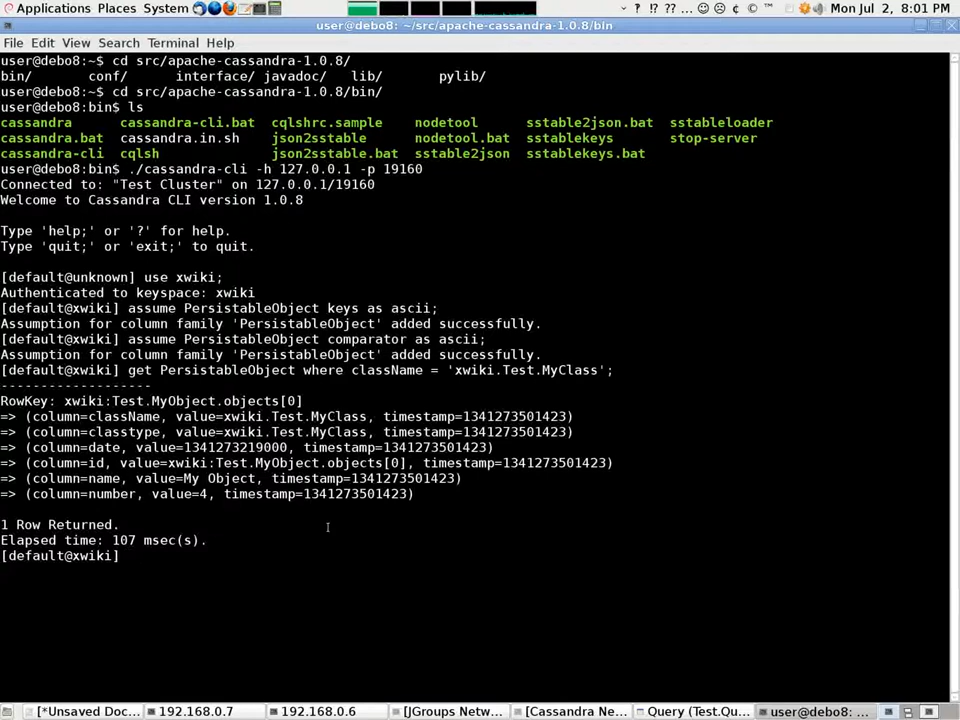 Applications Places System Mon Jul 2, 8:01 PM
user@debo8: ~/src/apache-cassandra-1.0.8/bin
File Edit View Search Terminal Help
user@debo8:~$ cd src/apache-cassandra-1.0.8/
bin/ conf/ interface/ javadoc/ lib/ pylib/
user@debo8:~$ cd src/apache-cassandra-1.0.8/bin/
user@debo8:bin$ ls
cassandra cassandra-cli.bat cqlshrc.sample nodetool sstable2json.bat sstableloader
cassandra.bat cassandra.in.sh json2sstable nodetool.bat sstablekeys stop-server
cassandra-cli cqlsh json2sstable.bat sstable2json sstablekeys.bat
user@debo8:bin$ ./cassandra-cli -h 127.0.0.1 -p 19160
Connected to: "Test Cluster" on 127.0.0.1/19160
Welcome to Cassandra CLI version 1.0.8
Type 'help;' or '?' for help.
Type 'quit;' or 'exit;' to quit.
[default@unknown] use xwiki;
Authenticated to keyspace: xwiki
[default@xwiki] assume PersistableObject keys as ascii;
Assumption for column family 'PersistableObject' added successfully.
[default@xwiki] assume PersistableObject comparator as ascii;
Assumption for column family 'PersistableObject' added successfully.
[default@xwiki] get PersistableObject where className = 'xwiki.Test.MyClass';
-------------------
RowKey: xwiki:Test.MyObject.objects[0]
=> (column=className, value=xwiki.Test.MyClass, timestamp=1341273501423)
=> (column=classtype, value=xwiki.Test.MyClass, timestamp=1341273501423)
=> (column=date, value=1341273219000, timestamp=1341273501423)
=> (column=id, value=xwiki:Test.MyObject.objects[0], timestamp=1341273501423)
=> (column=name, value=My Object, timestamp=1341273501423)
=> (column=number, value=4, timestamp=1341273501423)
1 Row Returned.
Elapsed time: 107 msec(s).
[default@xwiki]
[*Unsaved Doc... 192.168.0.7 192.168.0.6 [JGroups Netw... [Cassandra Ne... Query (Test.Qu... user@debo8: ...